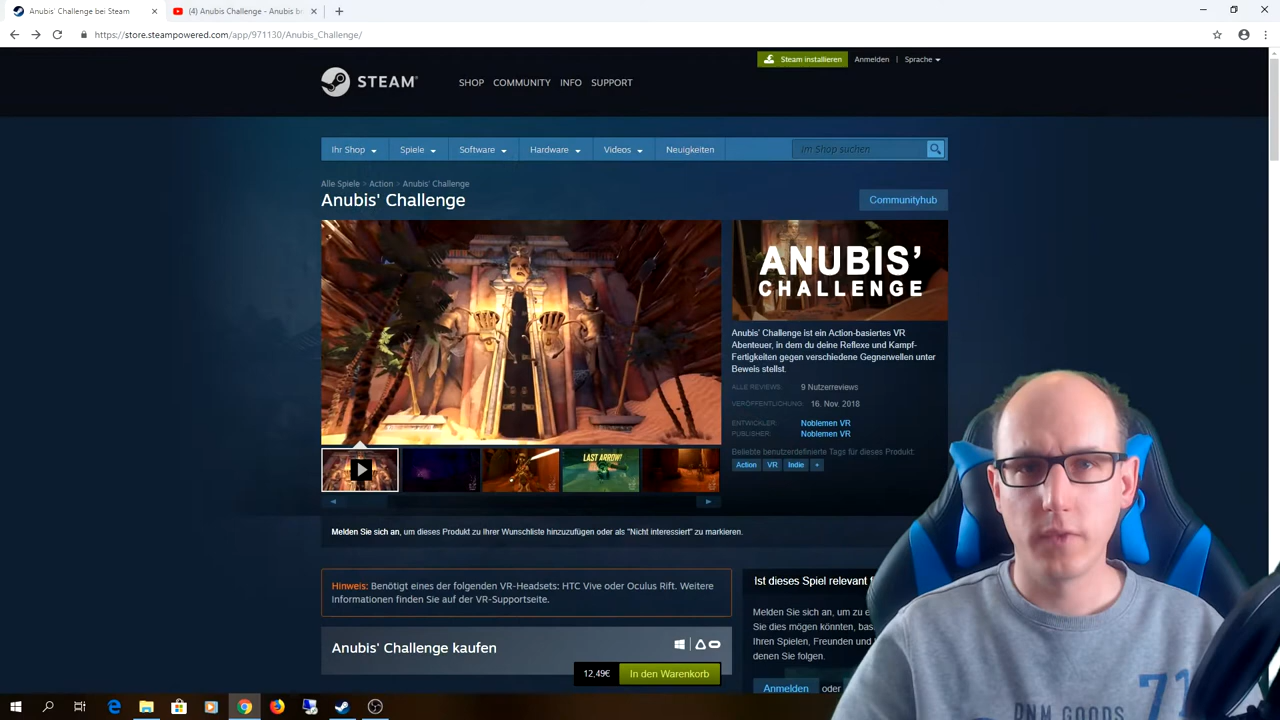 Anubis' Challenge bei Steam
(4) Anubis Challenge - Anubis b
https://store.steampowered.com/app/971130/Anubis_Challenge/
Steam installieren
Anmelden | Sprache
STEAM
SHOP COMMUNITY INFO SUPPORT
Ihr Shop Spiele Software Hardware Videos Neuigkeiten
Im Shop suchen
Alle Spiele > Action > Anubis' Challenge
Anubis' Challenge
Communityhub
ANUBIS'
CHALLENGE
Anubis' Challenge ist ein Action-basiertes VR
Abenteuer, in dem du deine Reflexe und Kampf-
Fertigkeiten gegen verschiedene Gegnerwellen unter
Beweis stellst.
ALLE REVIEWS: 9 Nutzerreviews
VERÖFFENTLICHUNG: 16. Nov. 2018
ENTWICKLER: Noblemen VR
PUBLISHER: Noblemen VR
Beliebte benutzerdefinierte Tags für dieses Produkt:
Action VR Indie +
LAST ARROW!
Melden Sie sich an, um dieses Produkt zu Ihrer Wunschliste hinzuzufügen oder als "Nicht interessiert" zu markieren.
Hinweis: Benötigt eines der folgenden VR-Headsets: HTC Vive oder Oculus Rift. Weitere
Informationen finden Sie auf der VR-Supportseite.
Anubis' Challenge kaufen
12,49€ In den Warenkorb
Ist dieses Spiel relevant f
Melden Sie sich an, um zu e
Sie dies mögen könnten, bas
Ihren Spielen, Freunden und
denen Sie folgen.
Anmelden oder
71
DNM GOODS